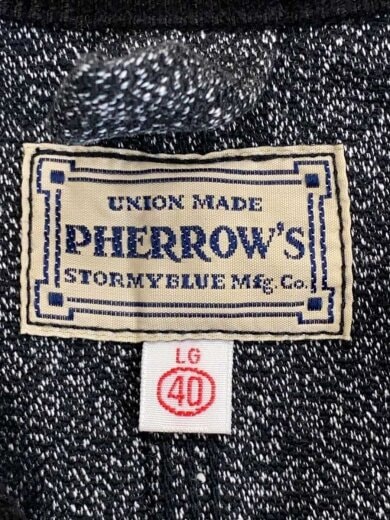 UNION MADE
PHERROW'S
STORMYBLUE Mfg. Co.
LG
40